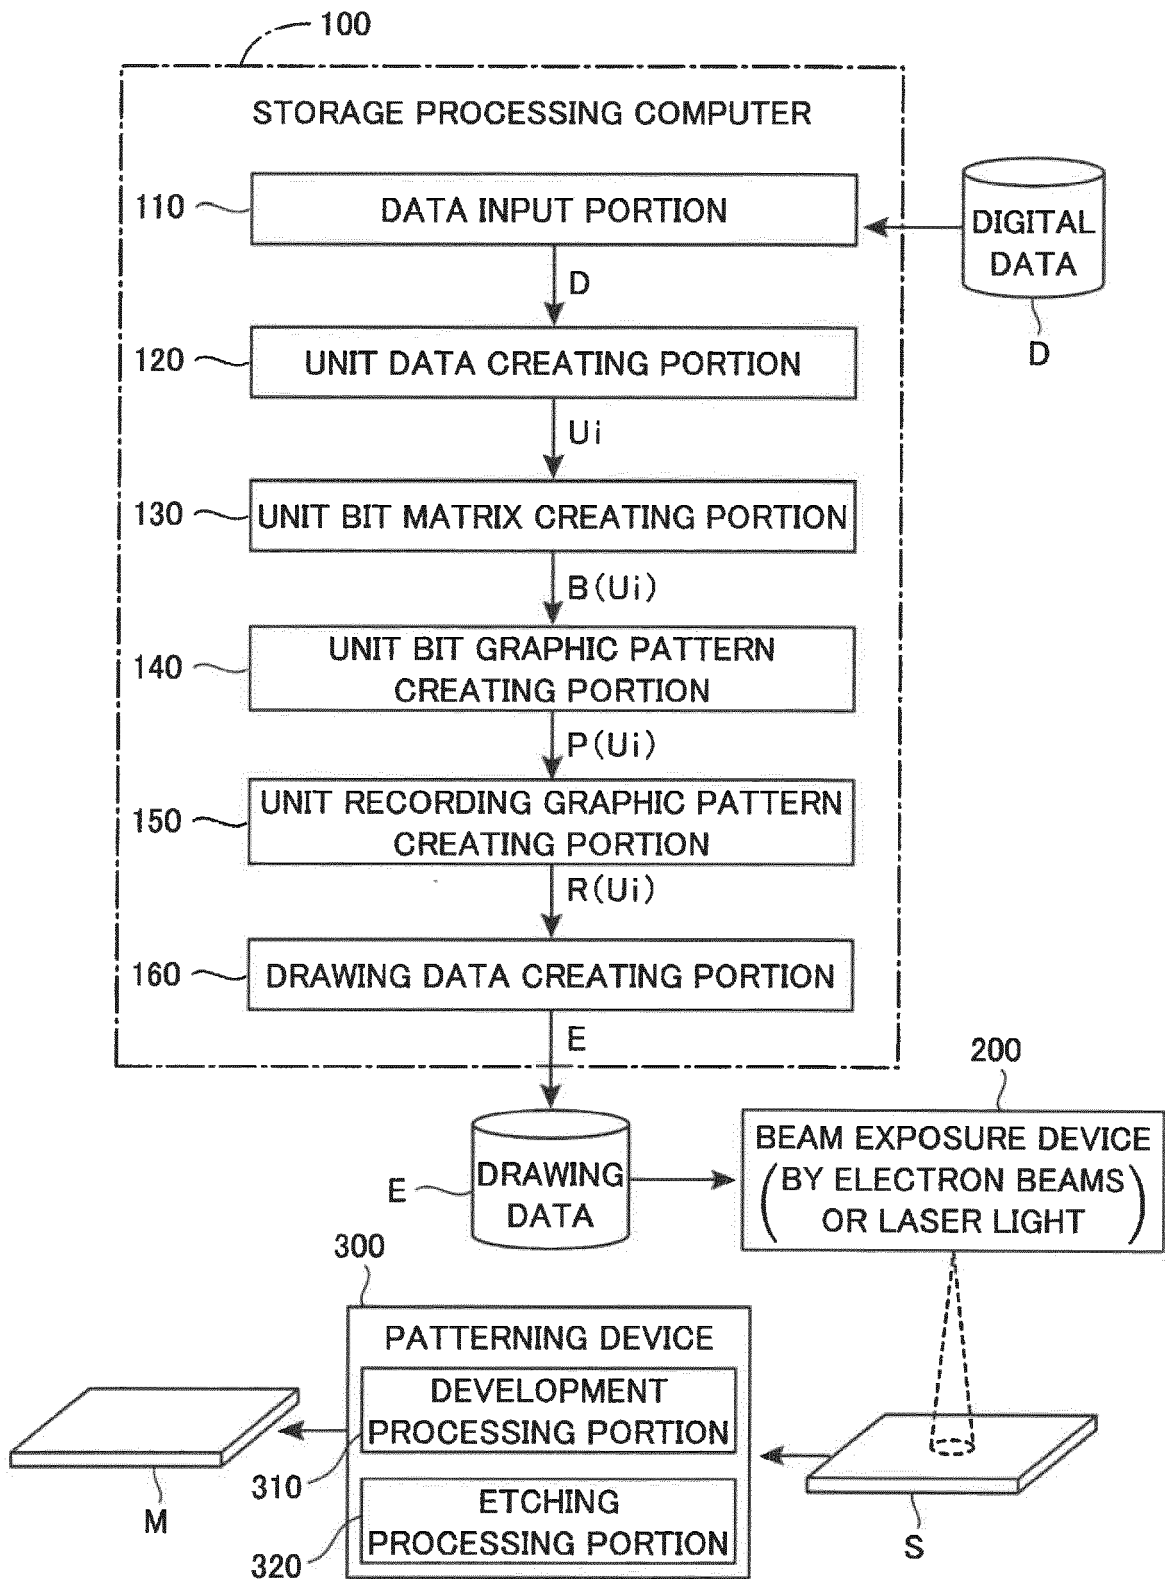 100
STORAGE PROCESSING COMPUTER
110
DATA INPUT PORTION
DIGITAL
DATA
D
D
120
UNIT DATA CREATING PORTION
Ui
130
UNIT BIT MATRIX CREATING PORTION
B(Ui)
140
UNIT BIT GRAPHIC PATTERN
CREATING PORTION
P(Ui)
150
UNIT RECORDING GRAPHIC PATTERN
CREATING PORTION
R(Ui)
160
DRAWING DATA CREATING PORTION
E
E
DRAWING
DATA
200
BEAM EXPOSURE DEVICE
(BY ELECTRON BEAMS
OR LASER LIGHT)
300
PATTERNING DEVICE
310
DEVELOPMENT
PROCESSING PORTION
320
ETCHING
PROCESSING PORTION
M
S